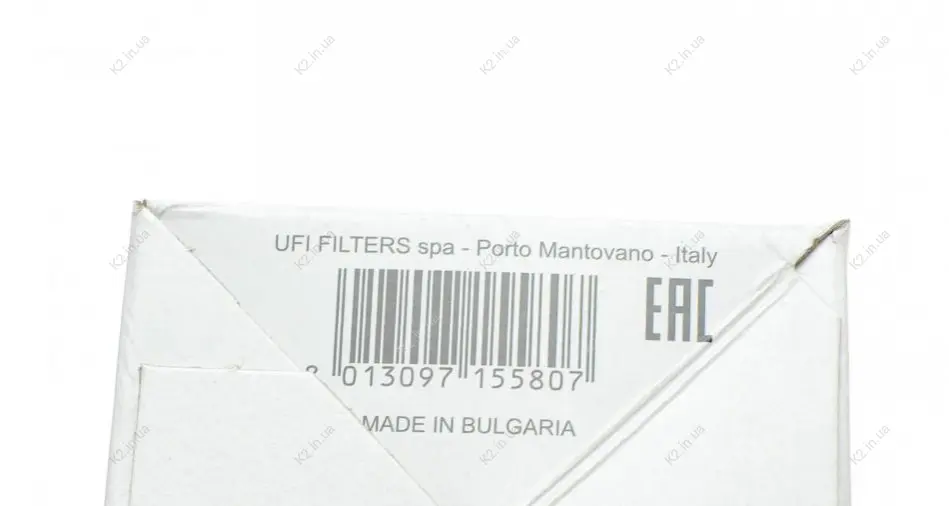 UFI FILTERS spa - Porto Mantovano - Italy
EAC
8 013097 155807
MADE IN BULGARIA
K2.in.ua